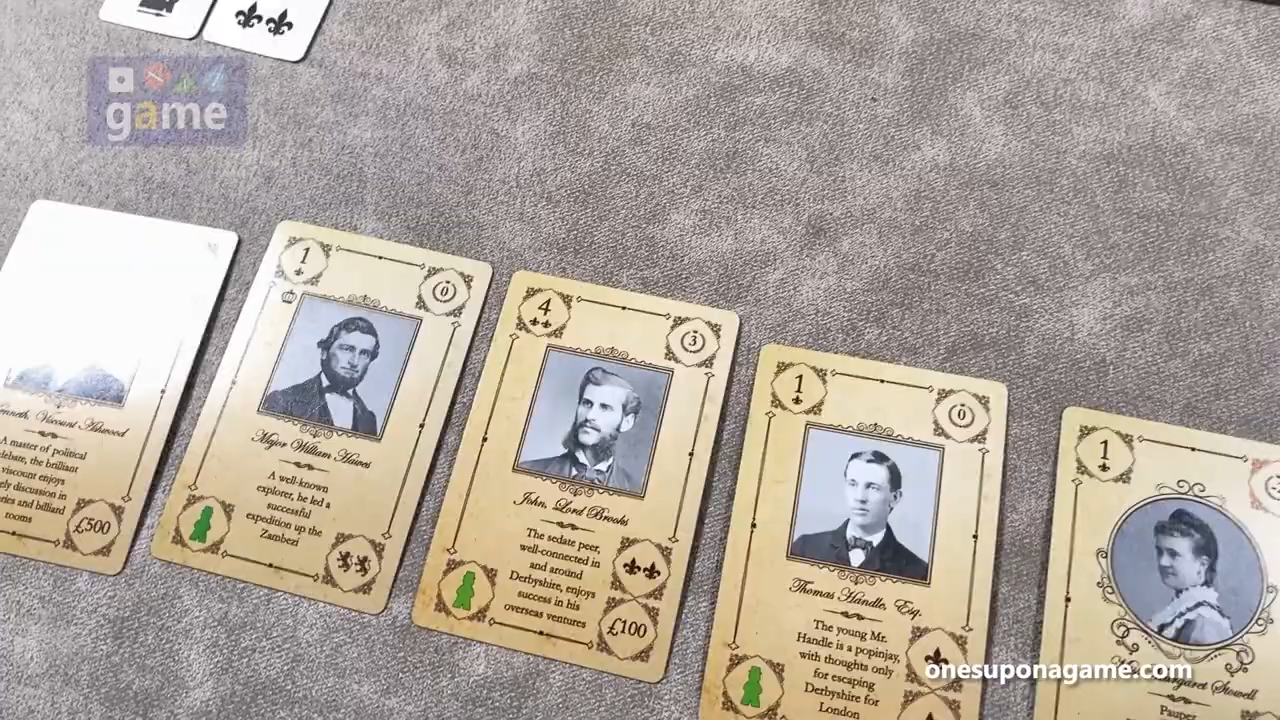 game
Kenneth, Viscount
A master of political
debate, the brilliant
viscount enjoys
discussion in
and billiard
rooms
£500
1
0
Major William Hawes
A well-known
explorer, he led a
successful
expedition up the
Zambezi
4
3
John, Lord Brooks
The sedate peer,
well-connected in
and around
Derbyshire, enjoys
success in his
overseas ventures
£100
1
0
Thomas Handle, Esq.
The young Mr.
Handle is a popinjay,
with thoughts only
for escaping
Derbyshire for
London
1
Margaret Stowell
Pauper
onesuponagame.com